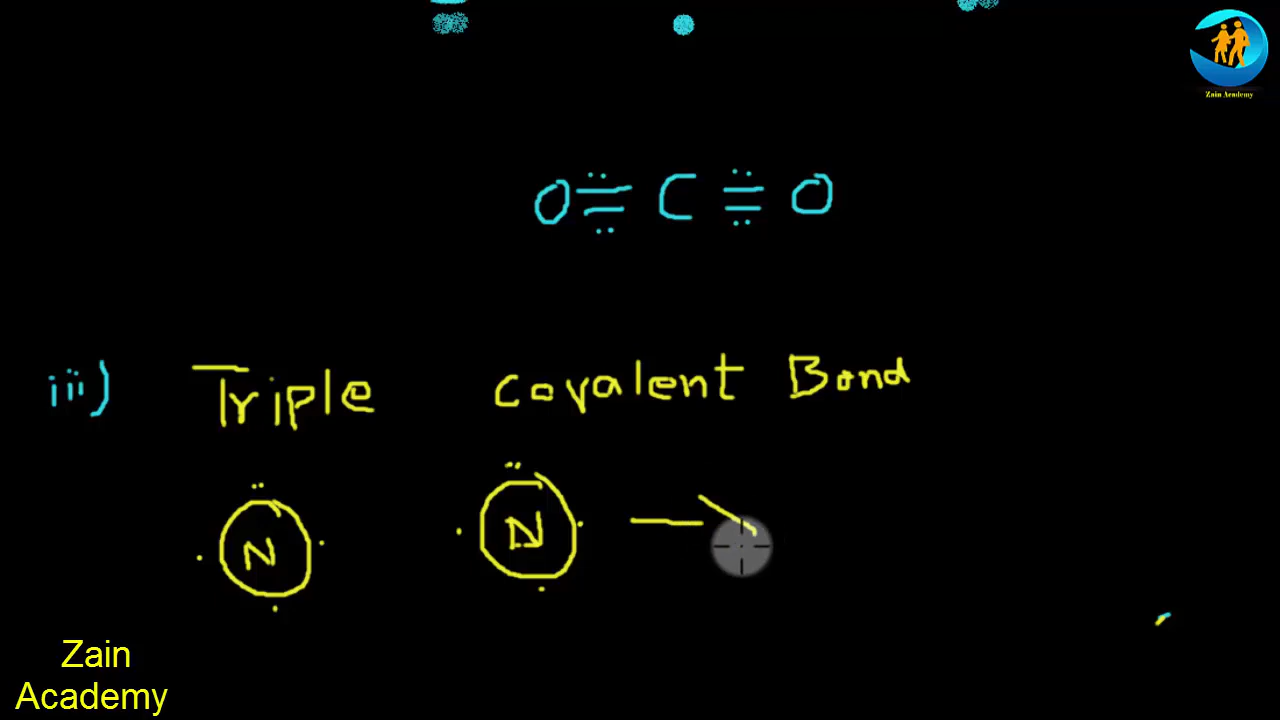 Zain Academy
O = C = O
iii) Triple Covalent Bond
N N
Zain
Academy